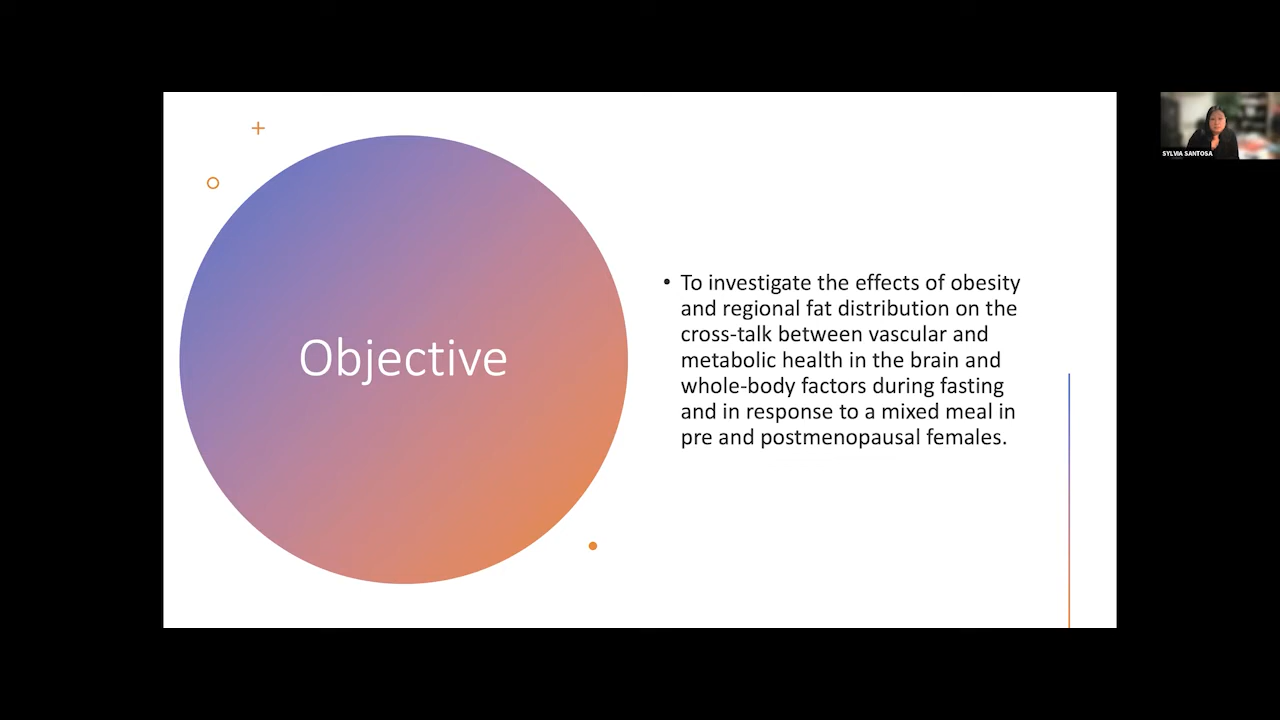 Objective
• To investigate the effects of obesity
and regional fat distribution on the
cross-talk between vascular and
metabolic health in the brain and
whole-body factors during fasting
and in response to a mixed meal in
pre and postmenopausal females.
SYLVIA SANTOSA